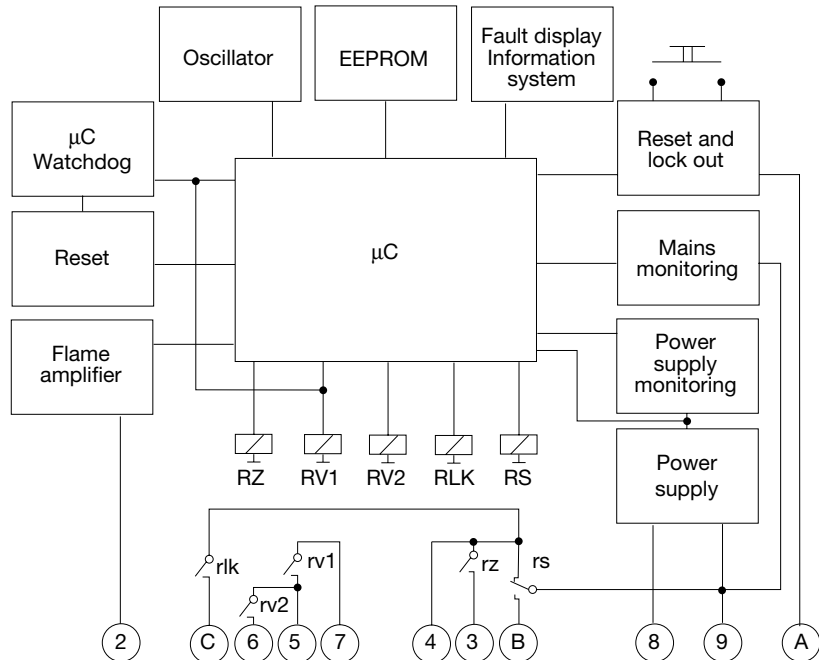 Oscillator
EEPROM
Fault display
Information
system
μC
Watchdog
Reset and
lock out
Reset
μC
Mains
monitoring
Flame
amplifier
Power
supply
monitoring
RZ RV1 RV2 RLK RS
Power
supply
rlk rv1 rz rs
rv2
2 C 6 5 7 4 3 B 8 9 A